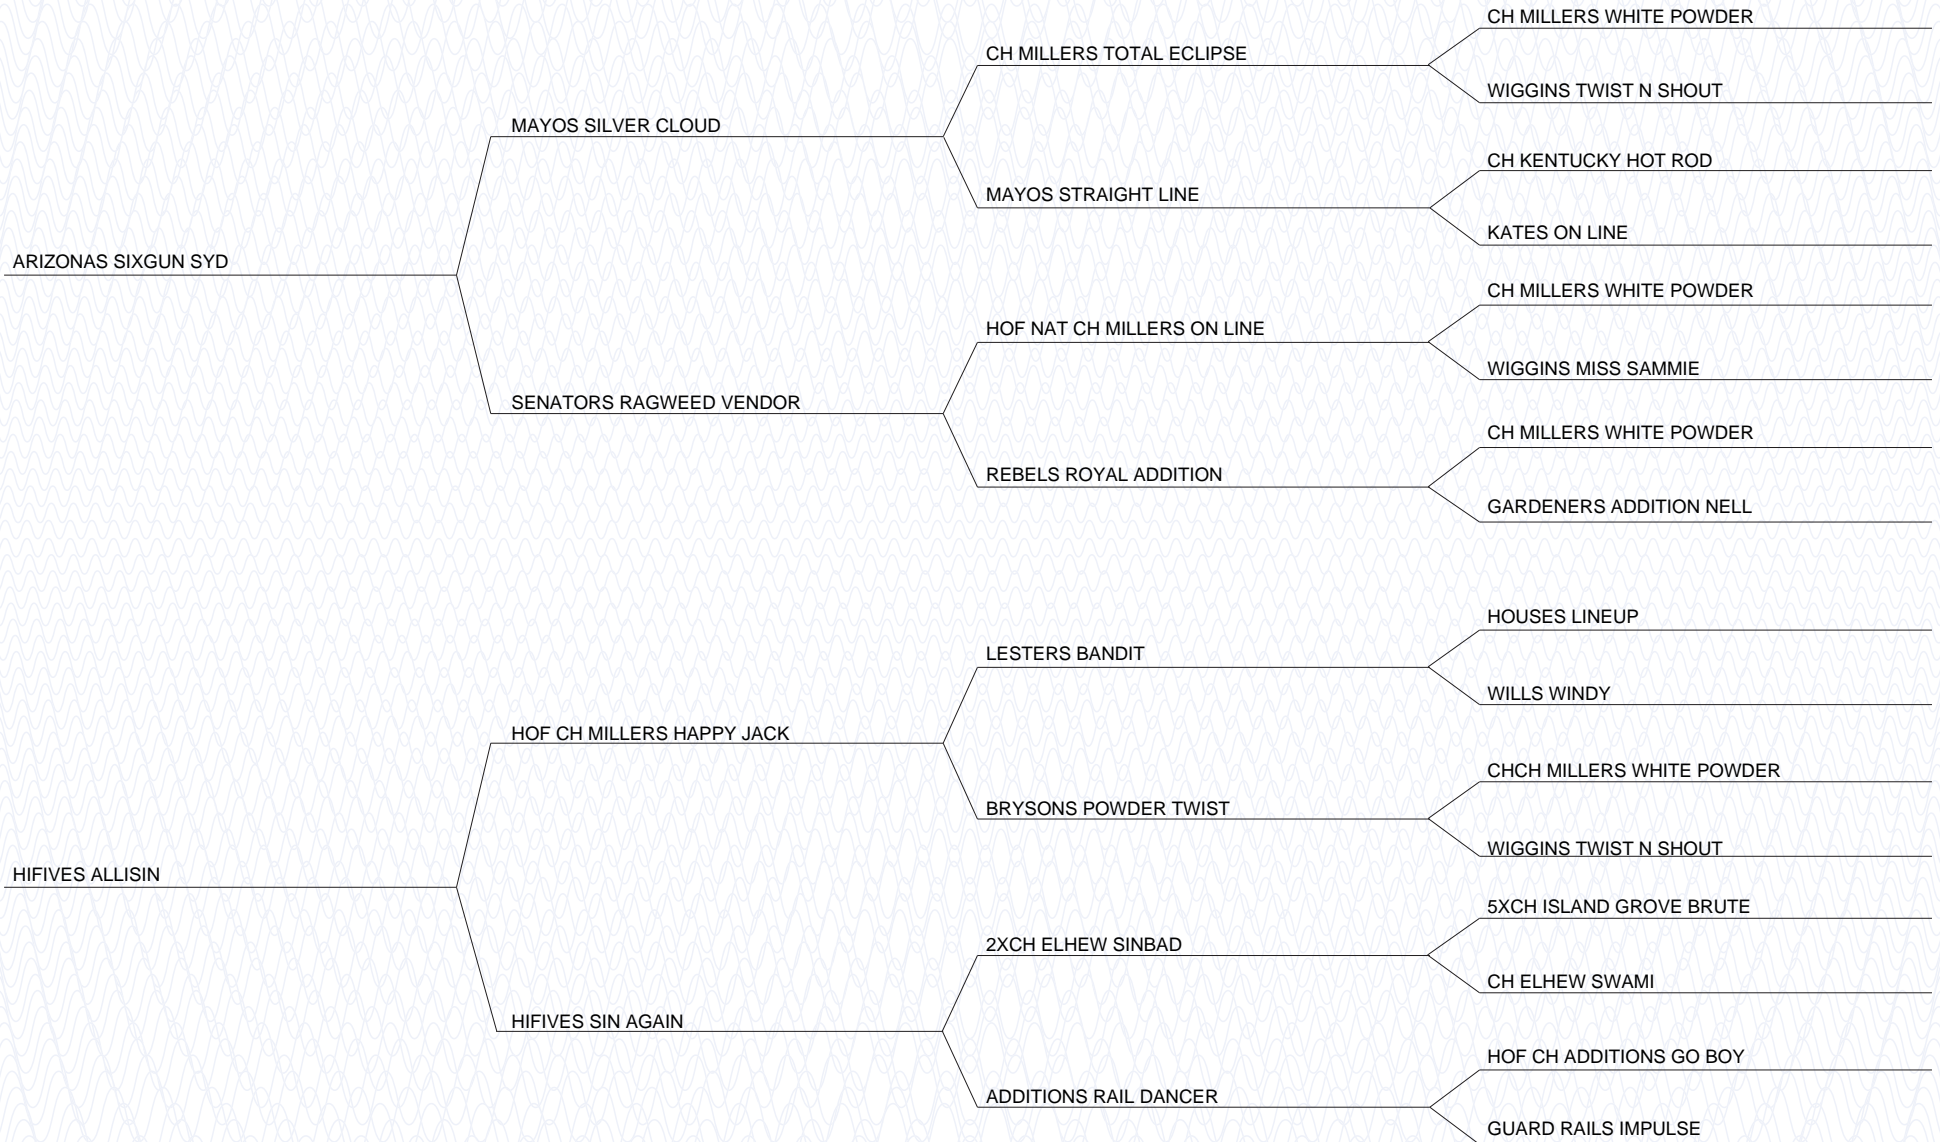 CH MILLERS WHITE POWDER
CH MILLERS TOTAL ECLIPSE
WIGGINS TWIST N SHOUT
MAYOS SILVER CLOUD
CH KENTUCKY HOT ROD
MAYOS STRAIGHT LINE
KATES ON LINE
ARIZONAS SIXGUN SYD
CH MILLERS WHITE POWDER
HOF NAT CH MILLERS ON LINE
WIGGINS MISS SAMMIE
SENATORS RAGWEED VENDOR
CH MILLERS WHITE POWDER
REBELS ROYAL ADDITION
GARDENERS ADDITION NELL
HOUSES LINEUP
LESTERS BANDIT
WILLS WINDY
HOF CH MILLERS HAPPY JACK
CHCH MILLERS WHITE POWDER
BRYSONS POWDER TWIST
WIGGINS TWIST N SHOUT
HIFIVES ALLISIN
5XCH ISLAND GROVE BRUTE
2XCH ELHEW SINBAD
CH ELHEW SWAMI
HIFIVES SIN AGAIN
HOF CH ADDITIONS GO BOY
ADDITIONS RAIL DANCER
GUARD RAILS IMPULSE